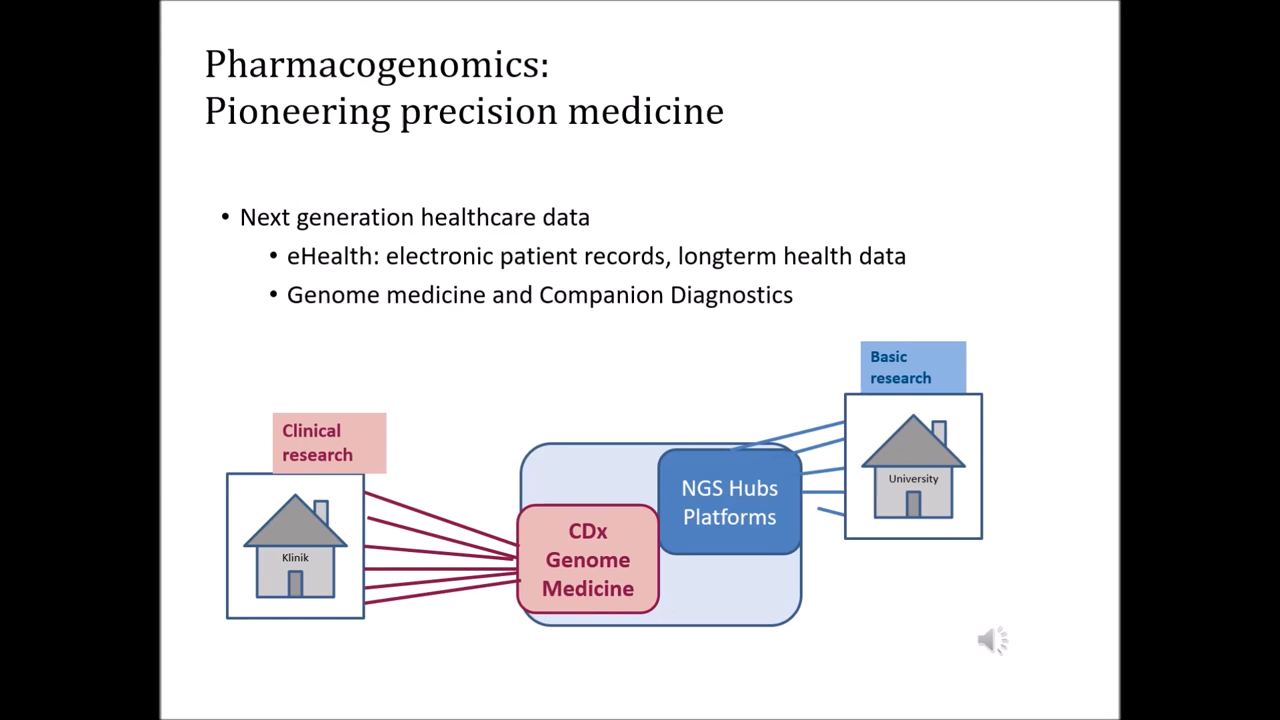 Pharmacogenomics:
Pioneering precision medicine
• Next generation healthcare data
• eHealth: electronic patient records, longterm health data
• Genome medicine and Companion Diagnostics
Basic
research
Clinical
research
University
NGS Hubs
Platforms
CDx
Genome
Medicine
Klinik